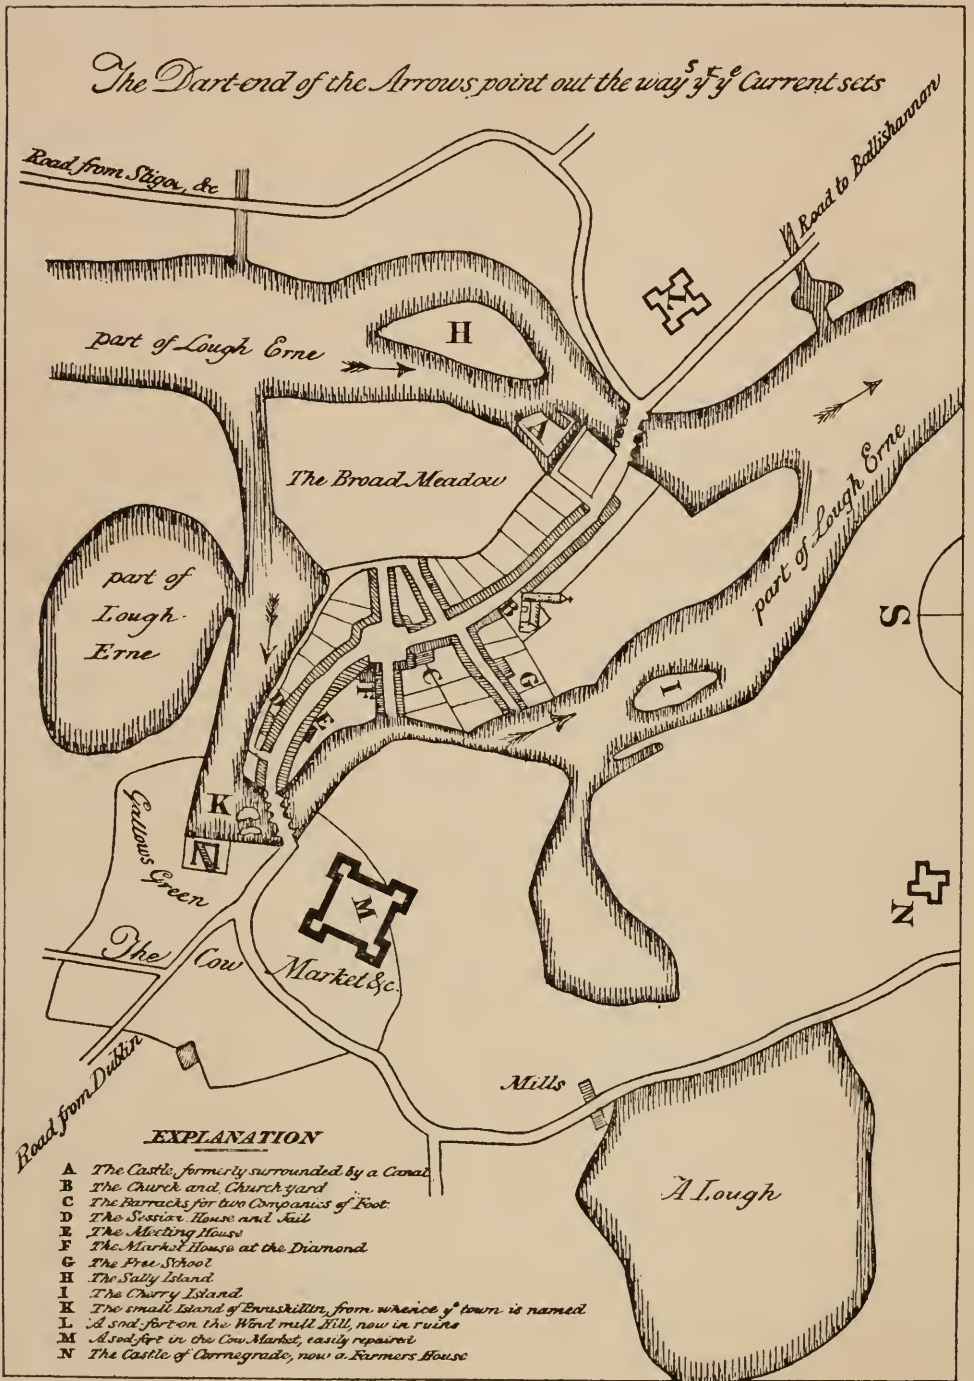 The Dart-end of the Arrows point out the way^s y^t y^e Current sets
Road from Sligo, &c
Road to Ballishannon
part of Lough Erne
H
A
The Broad Meadow
part of Lough Erne
part of
Lough
Erne
S
B
C
G
D
E
F
I
K
N
Gallows Green
M
N
The Cow Market &c.
Road from Dublin
Mills
A Lough
EXPLANATION
A The Castle, formerly surrounded by a Canal
B The Church and Church yard
C The Barracks for two Companies of Foot.
D The Session House and Jail
E The Meeting House
F The Market House at the Diamond
G The Free School
H The Sally Island
I The Cherry Island
K The small Island of Enniskillin, from whence y^e town is named
L A sod-fort on the Wind mill Hill, now in ruins
M A sod-fort in the Cow Market, easily repaired
N The Castle of Cornegrade, now a Farmers House